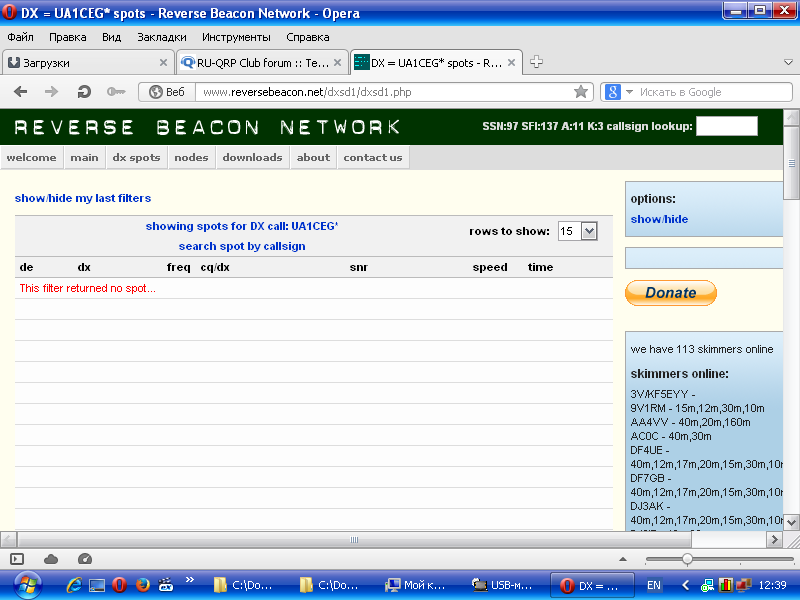 DX = UA1CEG* spots - Reverse Beacon Network - Opera
Файл Правка Вид Закладки Инструменты Справка
Загрузки RU-QRP Club forum :: Те... DX = UA1CEG* spots - R...
Веб www.reversebeacon.net/dxsd1/dxsd1.php Искать в Google
REVERSE BEACON NETWORK SSN:97 SFI:137 A:11 K:3 callsign lookup:
welcome main dx spots nodes downloads about contact us
show/hide my last filters
showing spots for DX call: UA1CEG*
search spot by callsign
rows to show: 15
de dx freq cq/dx snr speed time
This filter returned no spot...
options:
show/hide
Donate
we have 113 skimmers online
skimmers online:
3V/KF5EYY -
9V1RM - 15m,12m,30m,10m
AA4VV - 40m,20m,160m
AC0C - 40m,30m
DF4UE -
40m,12m,17m,20m,15m,30m,10m
DF7GB -
40m,12m,17m,20m,15m,30m,10m
DJ3AK -
40m,12m,17m,20m,15m,30m,10m
C:\Do... C:\Do... Мой к... USB-м... DX = ... EN 12:39